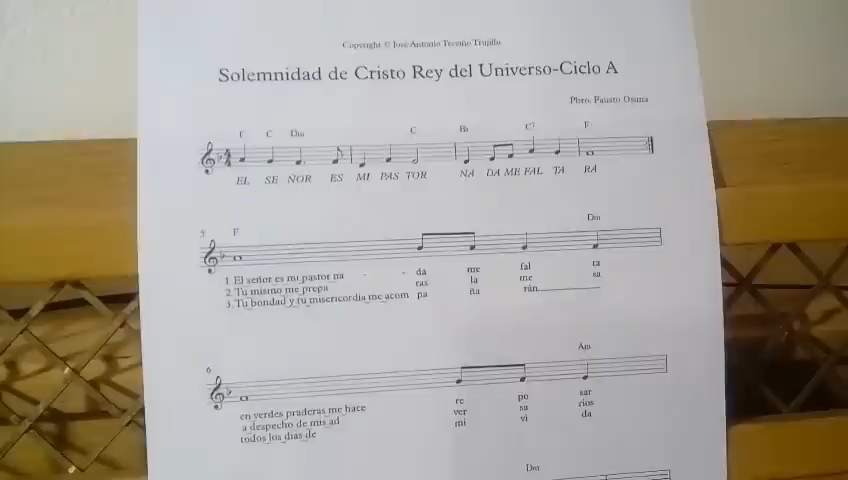 Copyright © José Antonio Treviño Trujillo
Solemnidad de Cristo Rey del Universo-Ciclo A
Pbro. Fausto Osuna
F C Dm C B♭ C7 F
EL SE ÑOR ES MI PAS TOR NA DA ME FAL TA RA
5 F Dm
1.El señor es mi pastor na - - da me fal ta
2.Tu mismo me prepa ras la me sa
3.Tu bondad y tu misericordia me acom pa ña rán
6 Am
en verdes praderas me hace re po sar
a despecho de mis ad ver sa rios
todos los dias de mi vi da
Dm